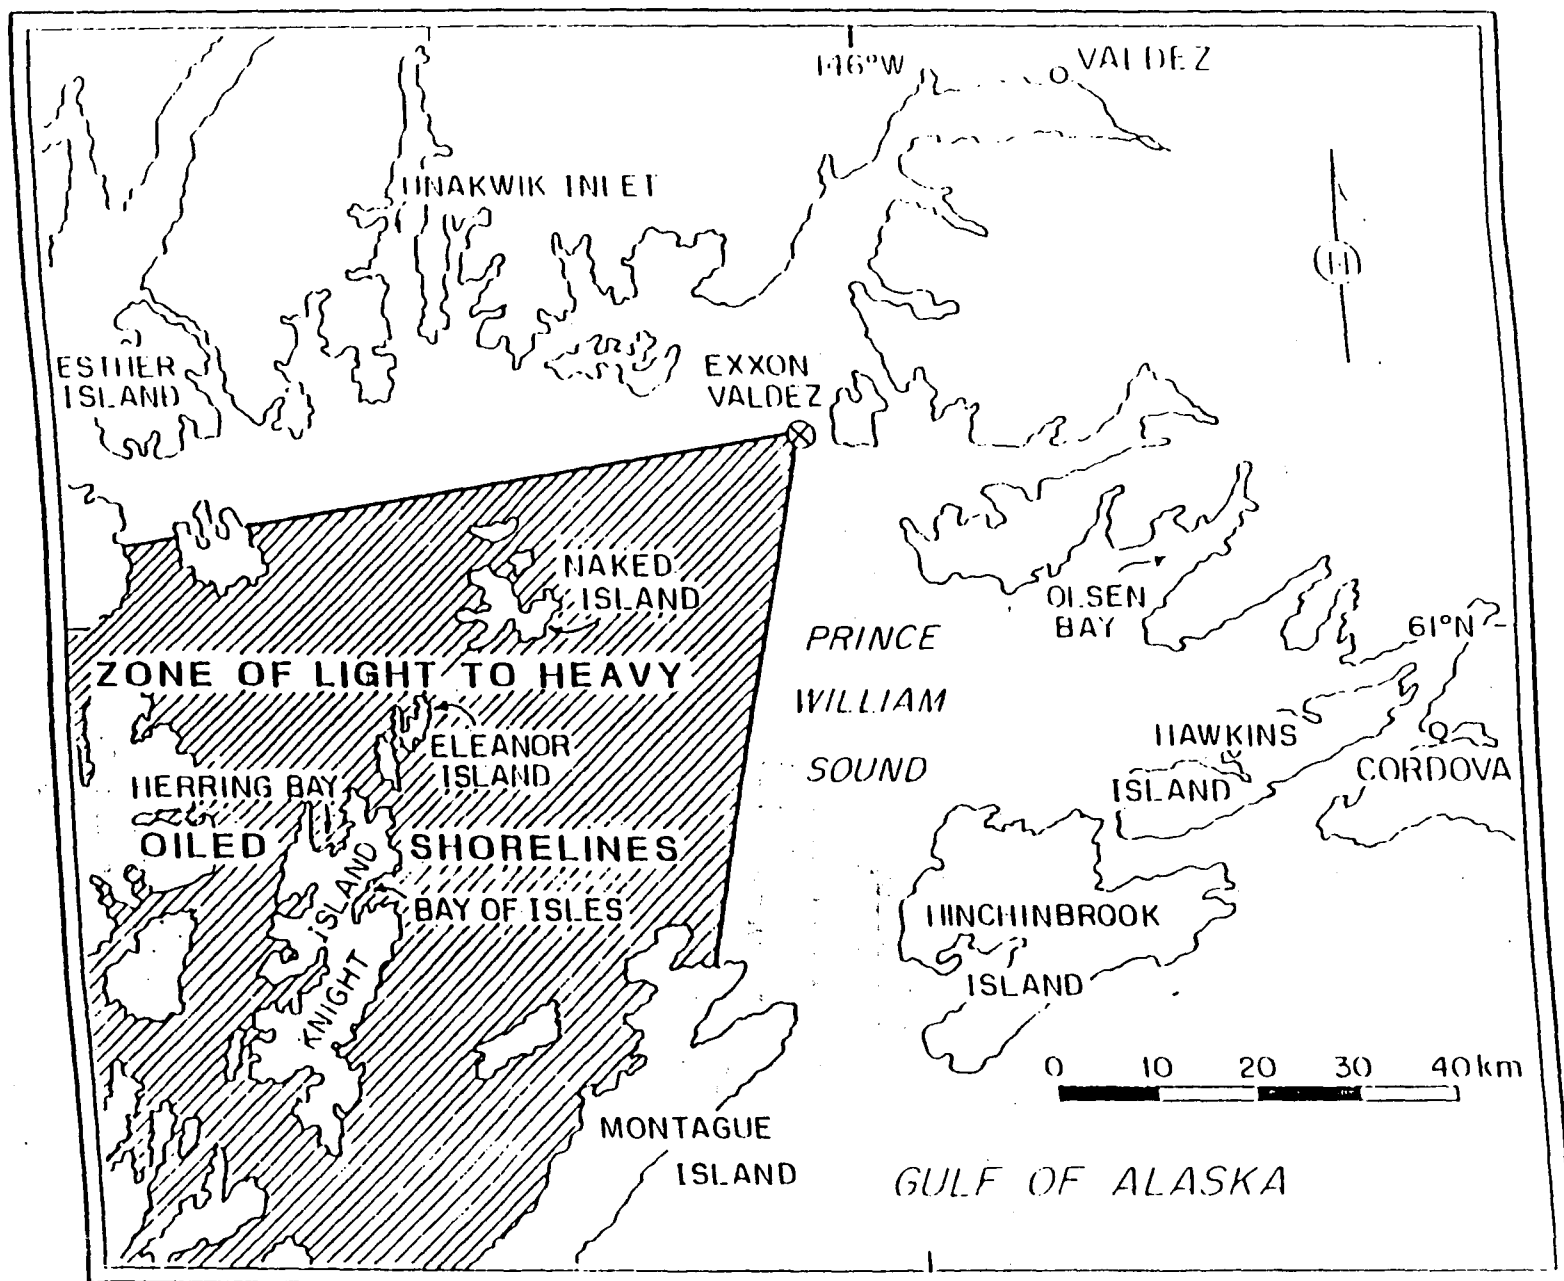 146°W
VALDEZ
UNAKWIK INLET
ESTHER
ISLAND
EXXON
VALDEZ
NAKED
ISLAND
OLSEN
BAY
61°N
PRINCE
WILLIAM
SOUND
ZONE OF LIGHT TO HEAVY
ELEANOR
ISLAND
HAWKINS
ISLAND
CORDOVA
HERRING BAY
OILED SHORELINES
BAY OF ISLES
KNIGHT ISLAND
HINCHINBROOK
ISLAND
0 10 20 30 40 km
MONTAGUE
ISLAND
GULF OF ALASKA